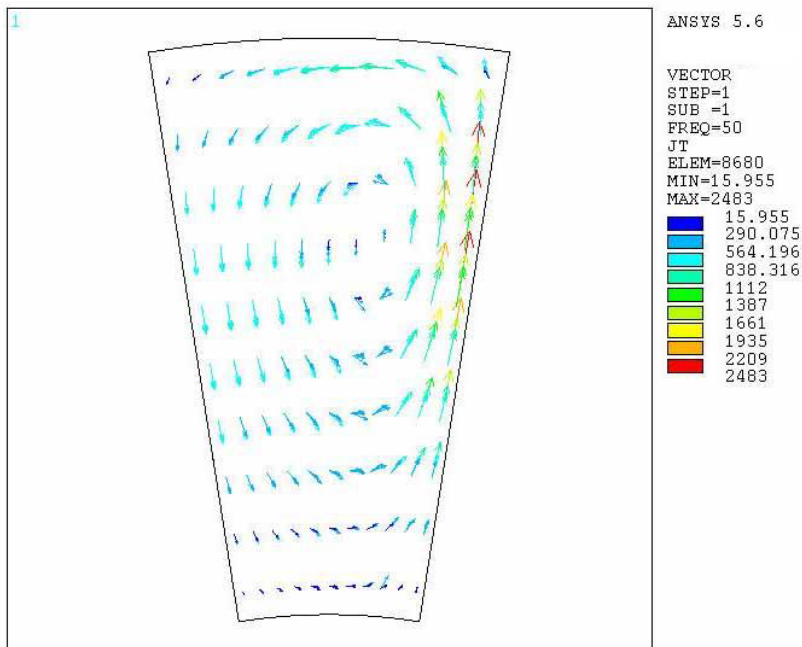 1
ANSYS 5.6
VECTOR
STEP=1
SUB =1
FREQ=50
JT
ELEM=8680
MIN=15.955
MAX=2483
15.955
290.075
564.196
838.316
1112
1387
1661
1935
2209
2483